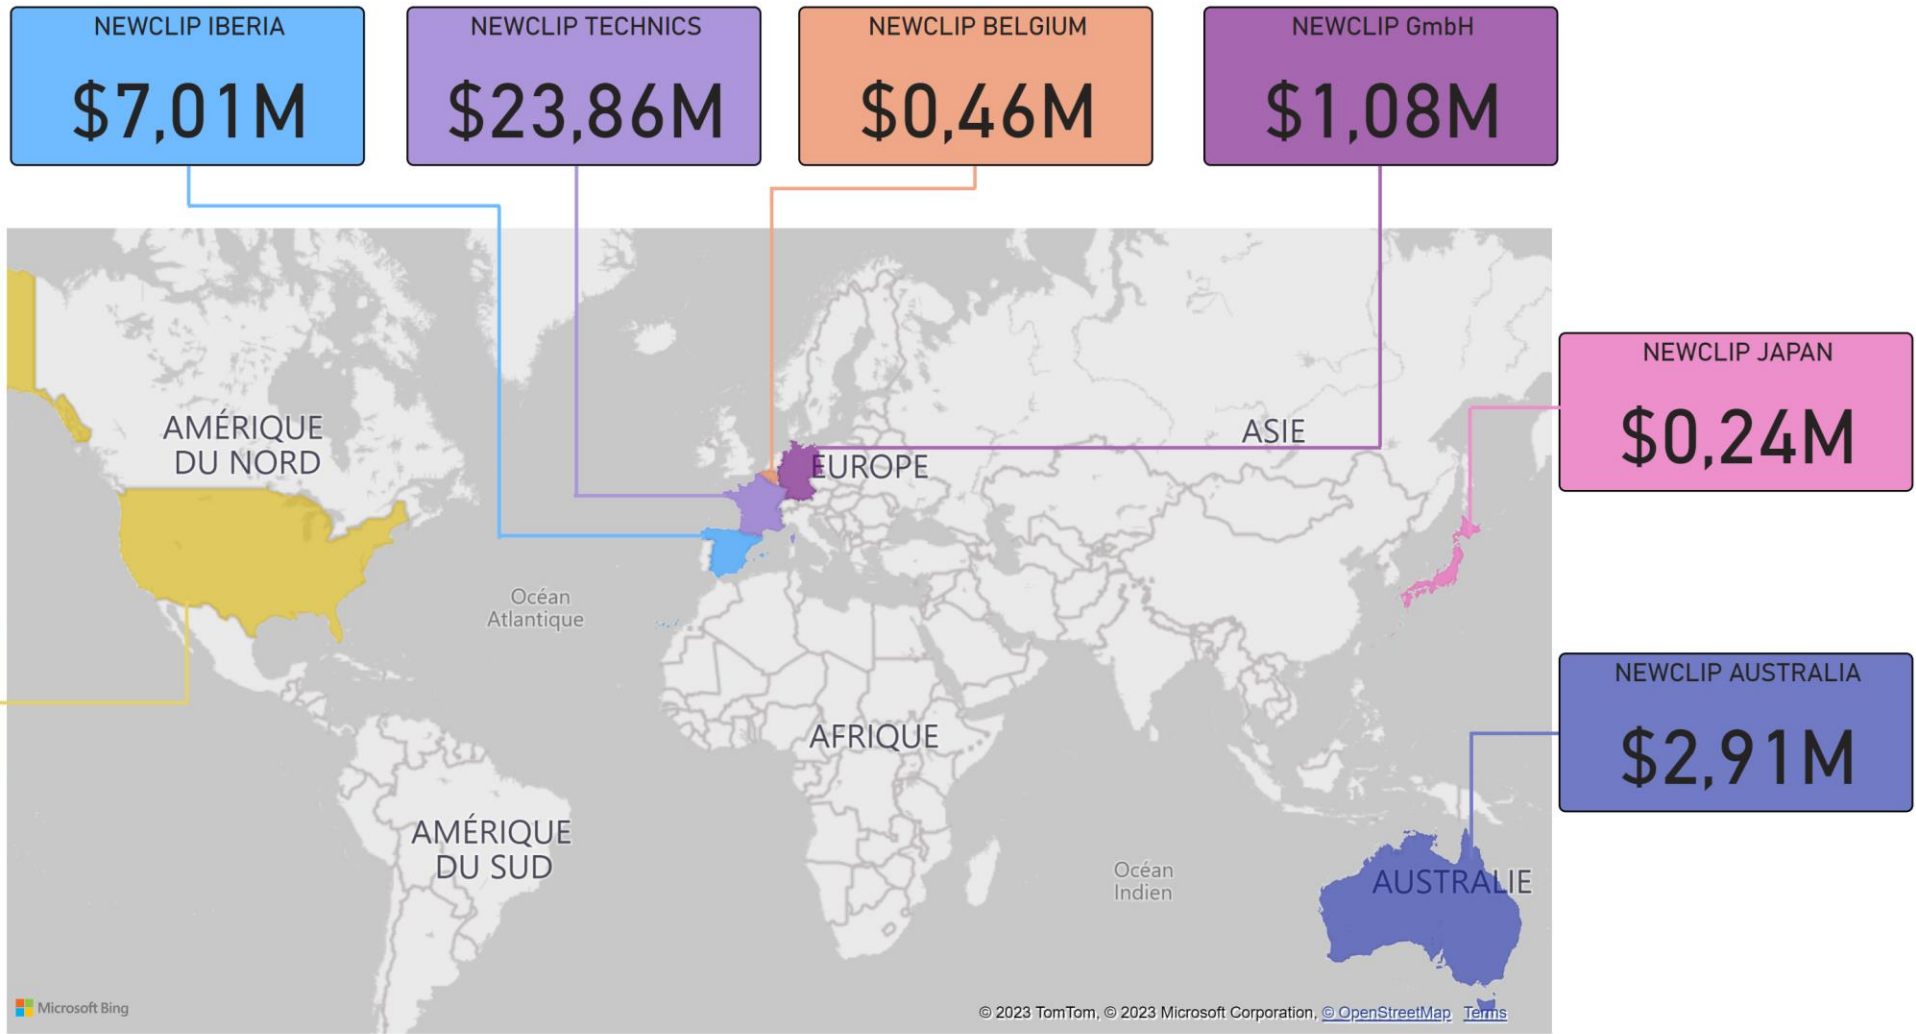 NEWCLIP IBERIA
$7,01M
NEWCLIP TECHNICS
$23,86M
NEWCLIP BELGIUM
$0,46M
NEWCLIP GmbH
$1,08M
NEWCLIP JAPAN
$0,24M
NEWCLIP AUSTRALIA
$2,91M
AMÉRIQUE
DU NORD
ASIE
EUROPE
Océan
Atlantique
AFRIQUE
AMÉRIQUE
DU SUD
Océan
Indien
AUSTRALIE
Microsoft Bing
© 2023 TomTom, © 2023 Microsoft Corporation, © OpenStreetMap Terms